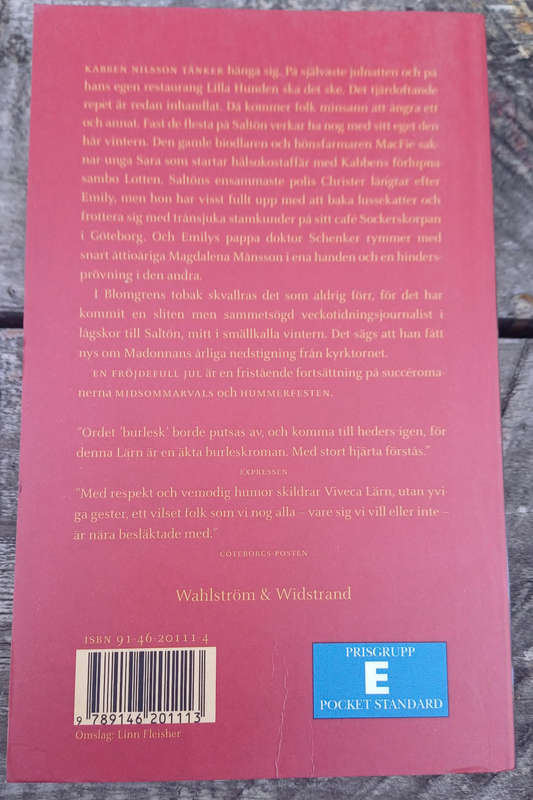 KABBEN NILSSON TÄNKER hänga sig. På självaste julnatten och på
hans egen restaurang Lilla Hunden ska det ske. Det tjärdoftande
repet är redan inhandlat. Då kommer folk minsann att ångra ett
och annat. Fast de flesta på Saltön verkar ha nog med sitt eget den
här vintern. Den gamle biodlaren och hönsfarmaren MacFie sak-
nar unga Sara som startar hälsokostaffär med Kabbens förlupna
sambo Lotten. Saltöns ensammaste polis Christer längtar efter
Emily, men hon har visst fullt upp med att baka lussekatter och
frottera sig med trånsjuka stamkunder på sitt café Sockerskorpan
i Göteborg. Och Emilys pappa doktor Schenker rymmer med
snart åttioåriga Magdalena Månsson i ena handen och en hinders-
prövning i den andra.
I Blomgrens tobak skvallras det som aldrig förr, för det har
kommit en sliten men sammetsögd veckotidningsjournalist i
lågskor till Saltön, mitt i smällkalla vintern. Det sägs att han fått
nys om Madonnans årliga nedstigning från kyrktornet.
EN FRÖJDEFULL JUL är en fristående fortsättning på succéroma-
nerna MIDSOMMARVALS och HUMMERFESTEN.
"Ordet 'burlesk' borde putsas av, och komma till heders igen, för
denna Lärn är en äkta burleskroman. Med stort hjärta förstås."
EXPRESSEN
"Med respekt och vemodig humor skildrar Viveca Lärn, utan yvi
ga gester, ett vilset folk som vi nog alla – vare sig vi vill eller inte –
är nära besläktade med."
GÖTEBORGS-POSTEN
Wahlström & Widstrand
ISBN 91-46-20111-4
9 789146 201113
Omslag: Linn Fleisher
PRISGRUPP
E
POCKET STANDARD